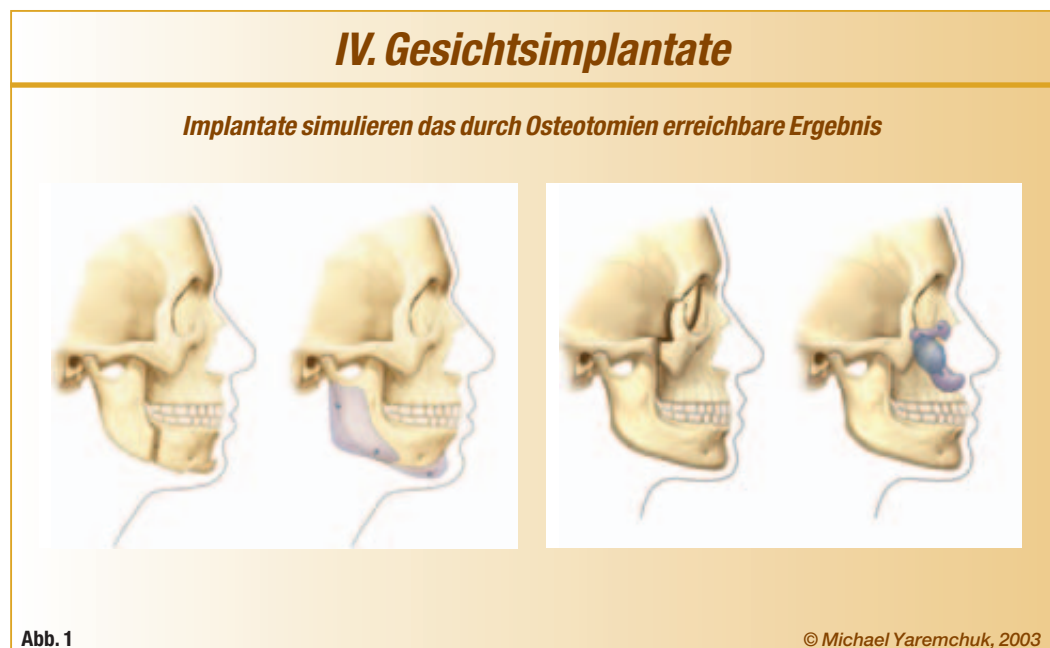 IV. Gesichtsimplantate
Implantate simulieren das durch Osteotomien erreichbare Ergebnis
Abb. 1
© Michael Yaremchuk, 2003